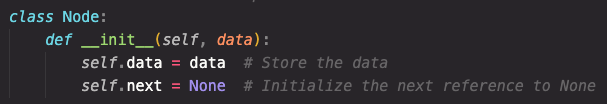 class Node:
    def __init__(self, data):
        self.data = data  # Store the data
        self.next = None  # Initialize the next reference to None